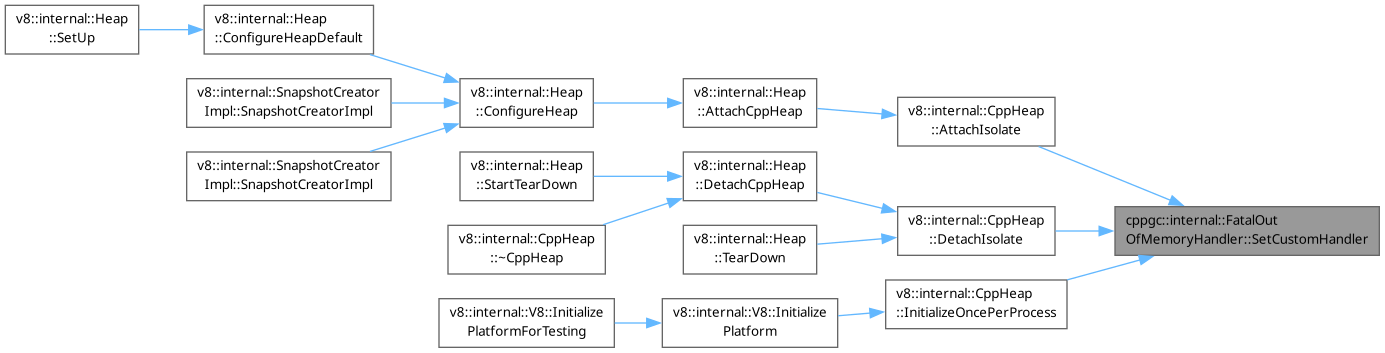 v8::internal::Heap
::SetUp
v8::internal::Heap
::ConfigureHeapDefault
v8::internal::SnapshotCreator
Impl::SnapshotCreatorImpl
v8::internal::Heap
::ConfigureHeap
v8::internal::Heap
::AttachCppHeap
v8::internal::CppHeap
::AttachIsolate
v8::internal::SnapshotCreator
Impl::SnapshotCreatorImpl
v8::internal::Heap
::StartTearDown
v8::internal::Heap
::DetachCppHeap
v8::internal::CppHeap
::DetachIsolate
cppgc::internal::FatalOut
OfMemoryHandler::SetCustomHandler
v8::internal::CppHeap
::~CppHeap
v8::internal::Heap
::TearDown
v8::internal::V8::Initialize
PlatformForTesting
v8::internal::V8::Initialize
Platform
v8::internal::CppHeap
::InitializeOncePerProcess